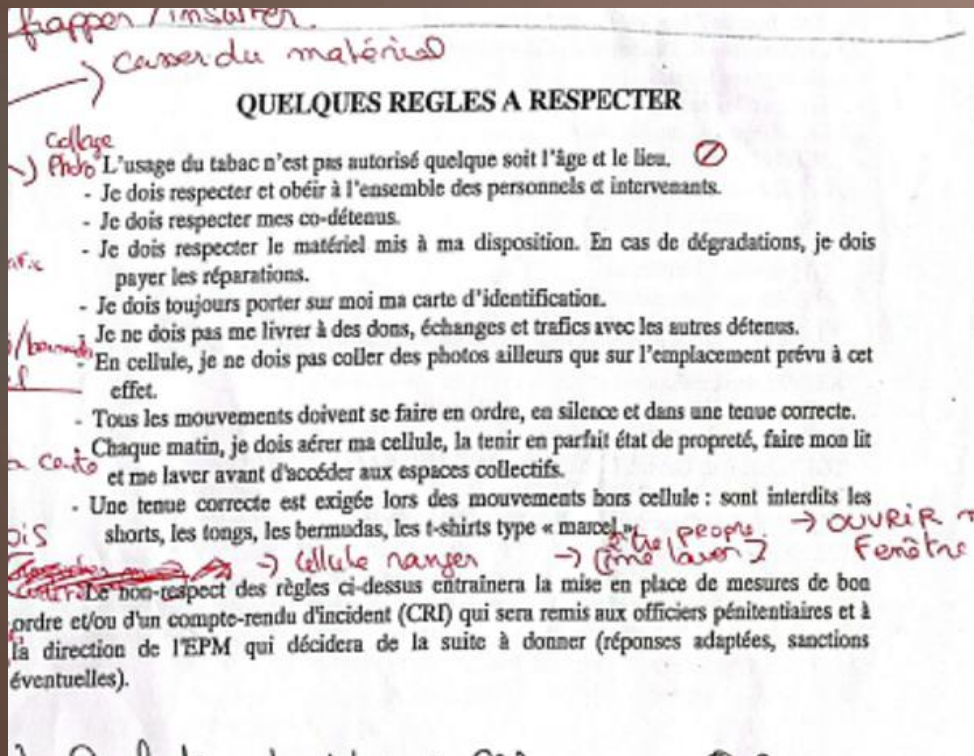 frapper / insulter
casser du matériel
QUELQUES REGLES A RESPECTER
Collage
Photo L'usage du tabac n'est pas autorisé quelque soit l'âge et le lieu.
- Je dois respecter et obéir à l'ensemble des personnels et intervenants.
- Je dois respecter mes co-détenus.
- Je dois respecter le matériel mis à ma disposition. En cas de dégradations, je dois
payer les réparations.
- Je dois toujours porter sur moi ma carte d'identification.
- Je ne dois pas me livrer à des dons, échanges et trafics avec les autres détenus.
- En cellule, je ne dois pas coller des photos ailleurs que sur l'emplacement prévu à cet
effet.
- Tous les mouvements doivent se faire en ordre, en silence et dans une tenue correcte.
- Chaque matin, je dois aérer ma cellule, la tenir en parfait état de propreté, faire mon lit
carte et me laver avant d'accéder aux espaces collectifs.
- Une tenue correcte est exigée lors des mouvements hors cellule : sont interdits les
shorts, les tongs, les bermudas, les t-shirts type « marcel ».
être propre → OUVRIR
→ cellule ranger → (me laver) Fenêtre
Le non-respect des règles ci-dessus entraînera la mise en place de mesures de bon
ordre et/ou d'un compte-rendu d'incident (CRI) qui sera remis aux officiers pénitentiaires et à
la direction de l'EPM qui décidera de la suite à donner (réponses adaptées, sanctions
éventuelles).